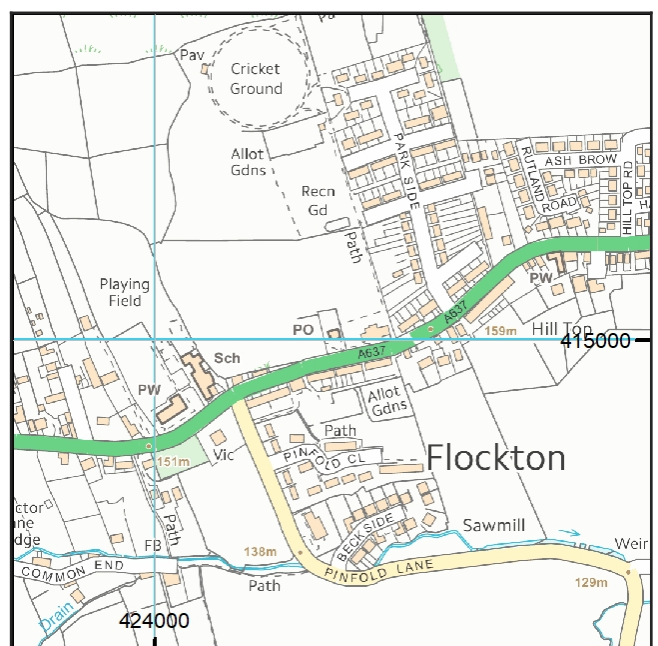 Pav
Cricket
Ground
Allot
Gdns
Recn
Gd
Path
PARK SIDE
RUTLAND
ROAD
ASH BROW
HILL TOP RD
PW
Playing
Field
PO
Sch
A637
A637
159m
Hill Top
415000
PW
151m
Vic
Allot
Gdns
Path
PINFOLD CL
Flockton
Path
FB
138m
BECKSIDE
Sawmill
Weir
COMMON END
Path
PINFOLD LANE
129m
Drain
424000